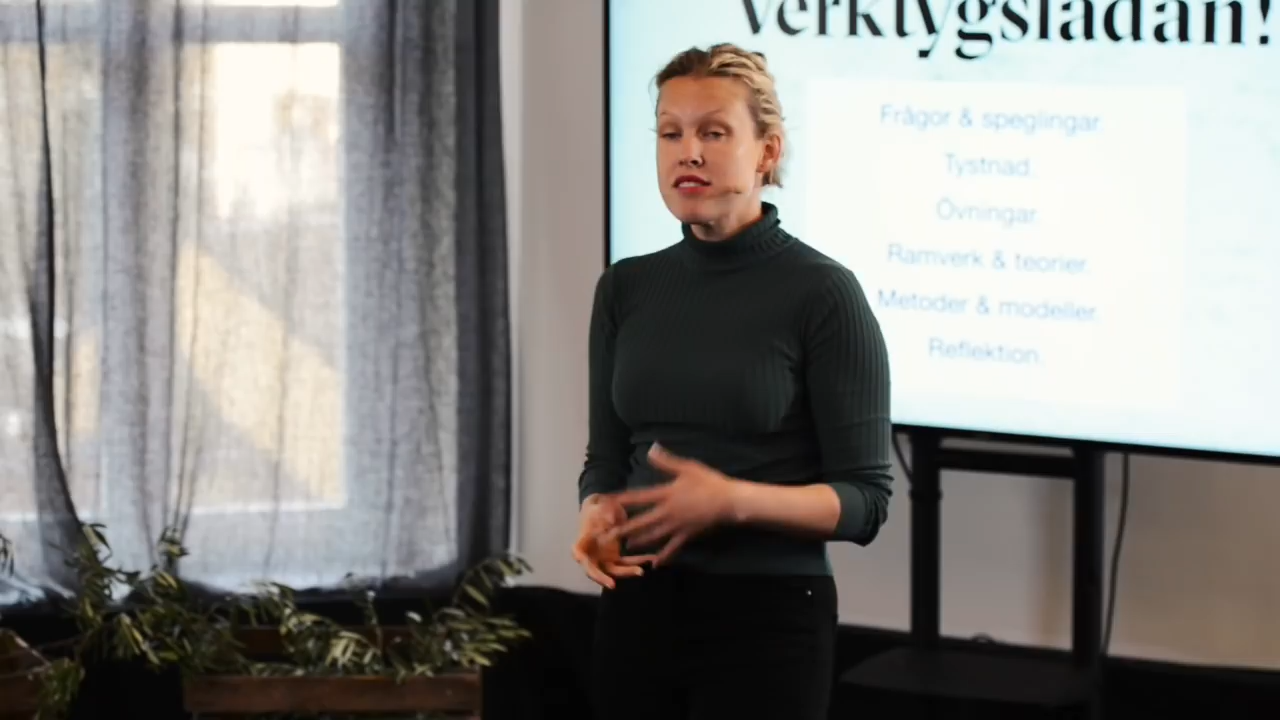 Verktygslådan!
Frågor & speglingar.
Tystnad.
Övningar.
Ramverk & teorier.
Metoder & modeller.
Reflektion.